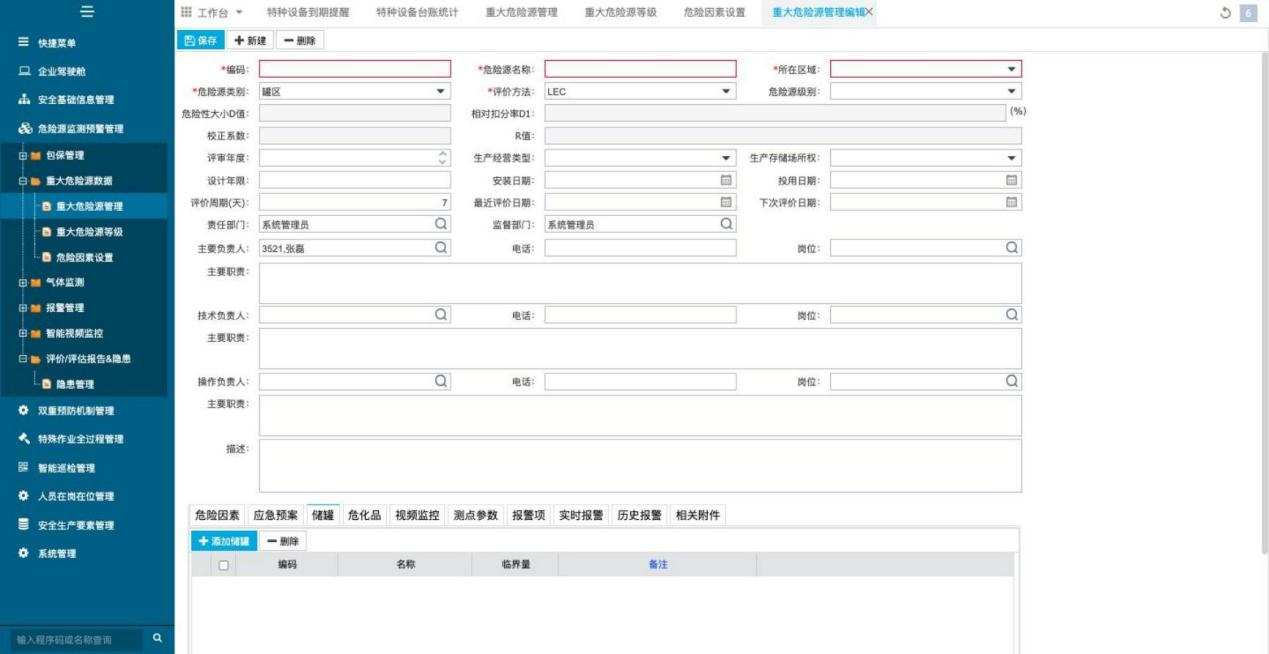 工作台 特种设备到期提醒 特种设备台账统计 重大危险源管理 重大危险源等级 危险因素设置 重大危险源管理编辑 6
快捷菜单
企业驾驶舱
安全基础信息管理
危险源监测预警管理
包保管理
重大危险源数据
重大危险源管理
重大危险源等级
危险因素设置
气体监测
报警管理
智能视频监控
评价/评估报告&隐患
隐患管理
双重预防机制管理
特殊作业全过程管理
智能巡检管理
人员在岗在位管理
安全生产要素管理
系统管理
输入程序码或名称查询
保存 新建 删除
*编码: *危险源名称: *所在区域:
*危险源类别: 罐区 *评价方法: LEC 危险源级别:
危险性大小D值: 相对扣分率D1: (%)
校正系数: R值:
评审年度: 生产经营类型: 生产存储场所权:
设计年限: 安装日期: 投用日期:
评价周期(天): 7 最近评价日期: 下次评价日期:
责任部门: 系统管理员 监督部门: 系统管理员
主要负责人: 3521,张磊 电话: 岗位:
主要职责:
技术负责人: 电话: 岗位:
主要职责:
操作负责人: 电话: 岗位:
主要职责:
描述:
危险因素 应急预案 储罐 危化品 视频监控 测点参数 报警项 实时报警 历史报警 相关附件
添加储罐 删除
编码 名称 临界量 备注